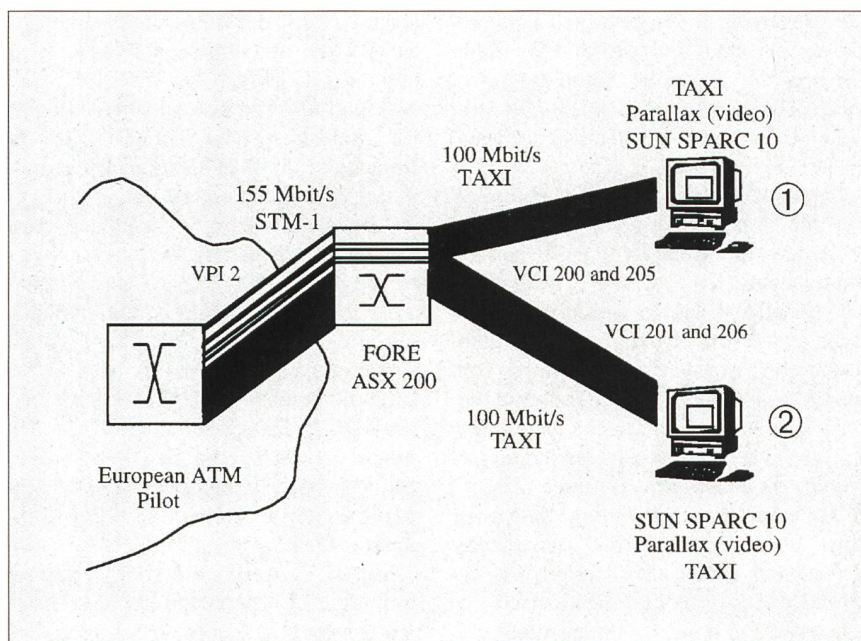 TAXI
Parallax (video)
SUN SPARC 10
①
100 Mbit/s
TAXI
155 Mbit/s
STM-1
VPI 2
VCI 200 and 205
VCI 201 and 206
FORE
ASX 200
100 Mbit/s
TAXI
②
European ATM
Pilot
SUN SPARC 10
Parallax (video)
TAXI